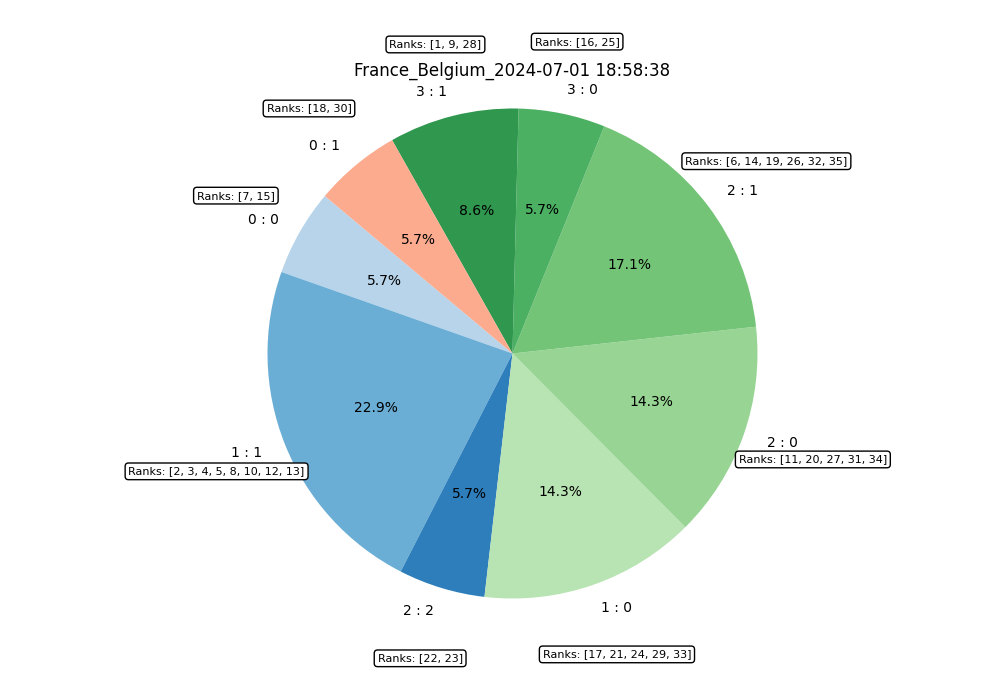 Ranks: [16, 25]
Ranks: [1, 9, 28]
France_Belgium_2024-07-01 18:58:38
3 : 0
3 : 1
Ranks: [18, 30]
0 : 1
Ranks: [6, 14, 19, 26, 32, 35]
2 : 1
Ranks: [7, 15]
0 : 0
8.6%
5.7%
5.7%
17.1%
5.7%
14.3%
22.9%
2 : 0
1 : 1
Ranks: [11, 20, 27, 31, 34]
Ranks: [2, 3, 4, 5, 8, 10, 12, 13]
14.3%
5.7%
1 : 0
2 : 2
Ranks: [17, 21, 24, 29, 33]
Ranks: [22, 23]